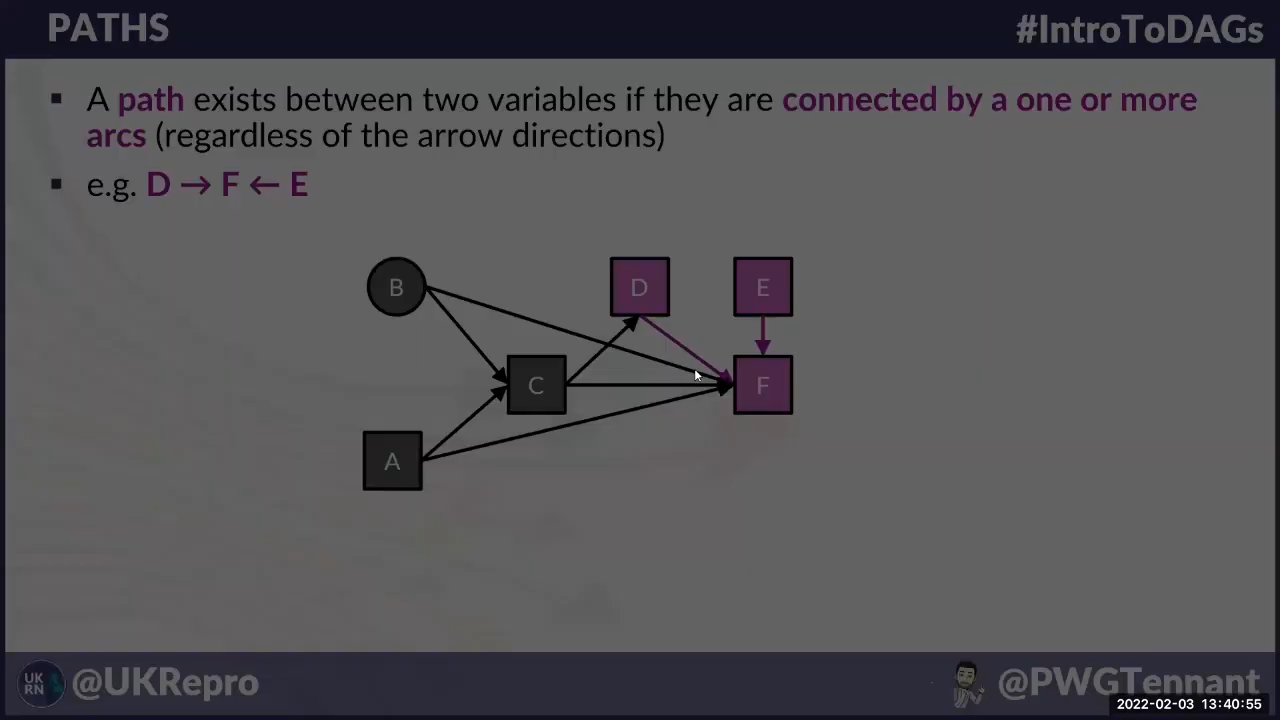 PATHS
#IntroToDAGs
▪ A path exists between two variables if they are connected by a one or more
arcs (regardless of the arrow directions)
▪ e.g. D → F ← E
B
D
E
C
F
A
UK
RN
@UKRepro
@PWGTennant
2022-02-03 13:40:55